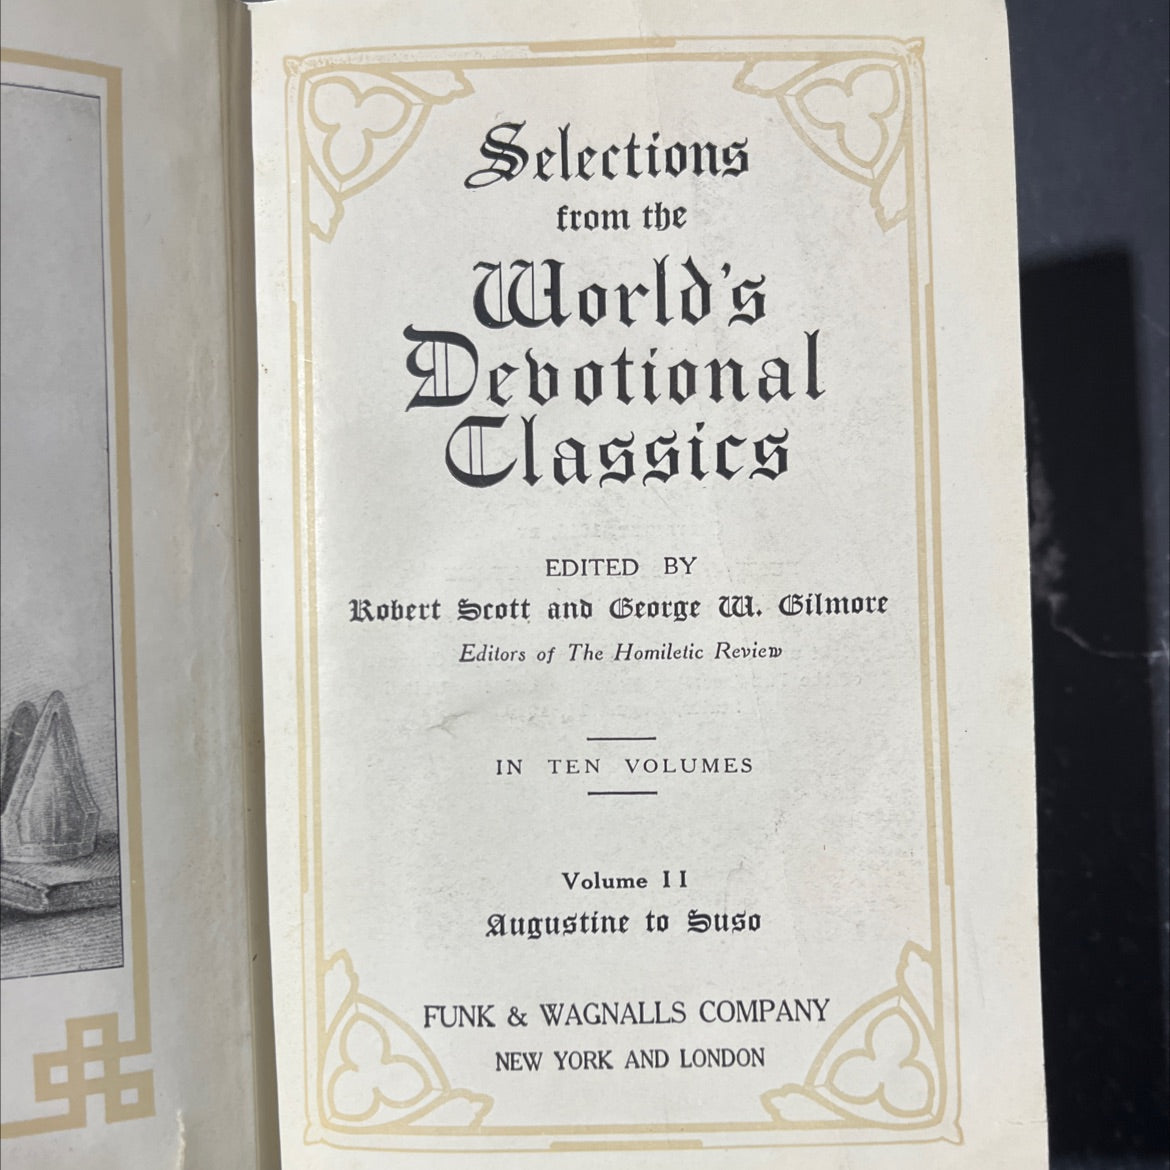 Selections
from the
World's
Devotional
Classics
EDITED BY
Robert Scott and George W. Gilmore
Editors of The Homiletic Review
IN TEN VOLUMES
Volume II
Augustine to Suso
FUNK & WAGNALLS COMPANY
NEW YORK AND LONDON